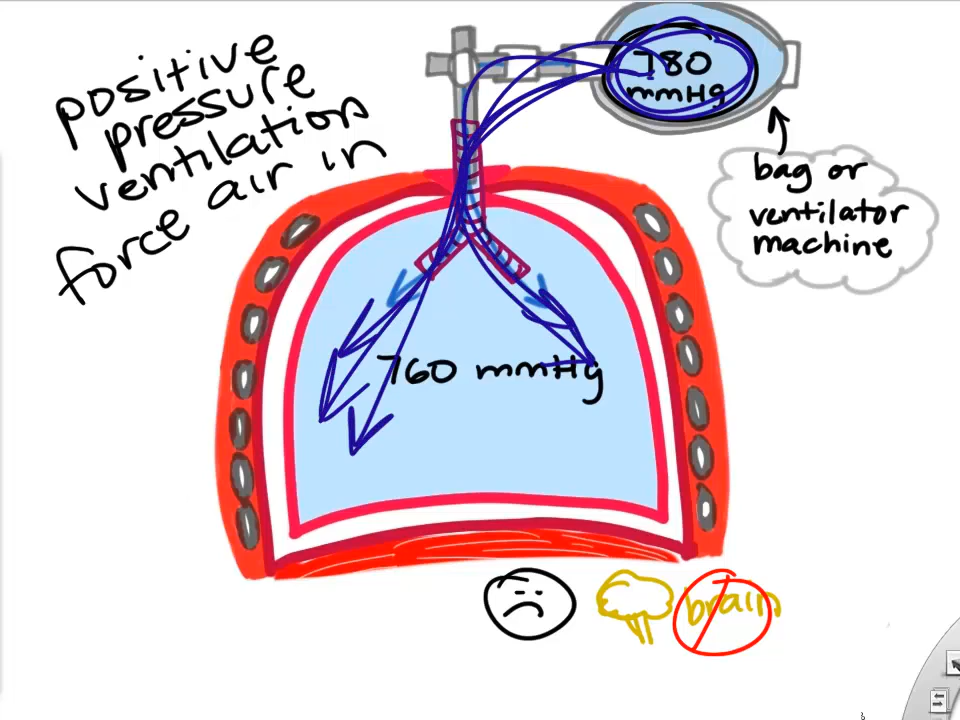 positive
pressure
ventilation
force air in
780
mmHg
bag or
ventilator
machine
760 mmHg
brain